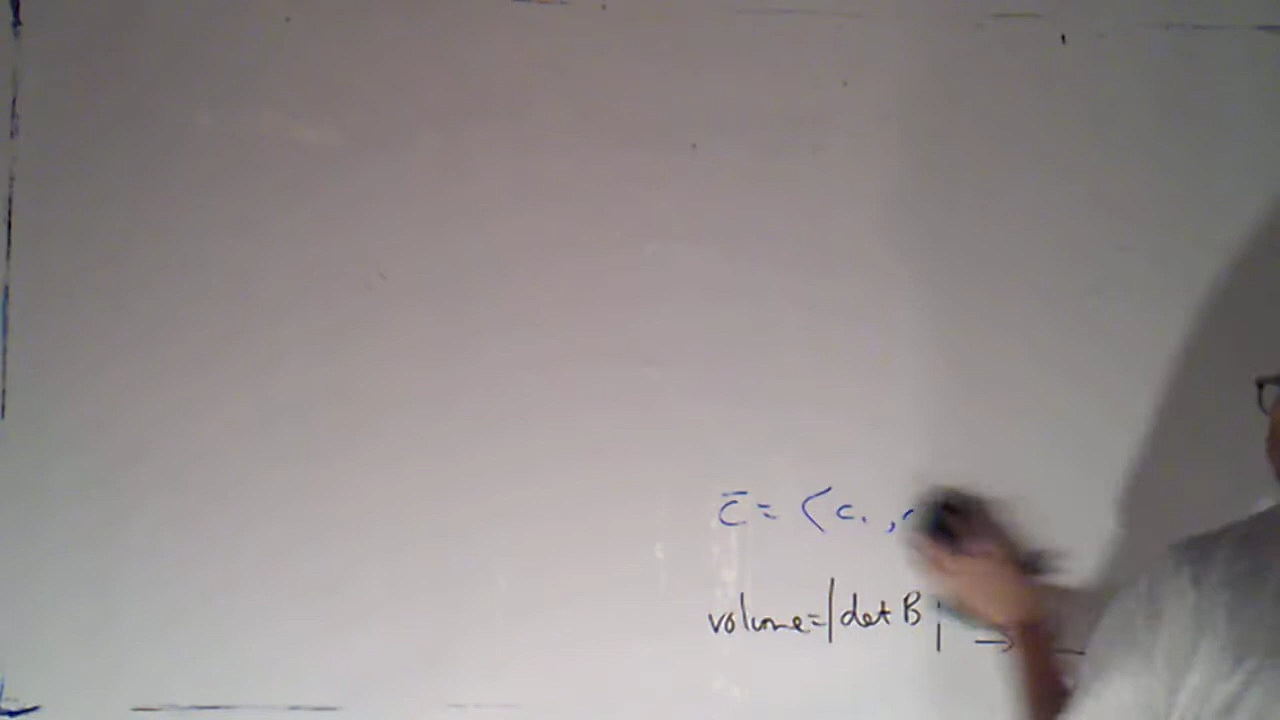 c̄ = (c₁,
volume=|det B| →